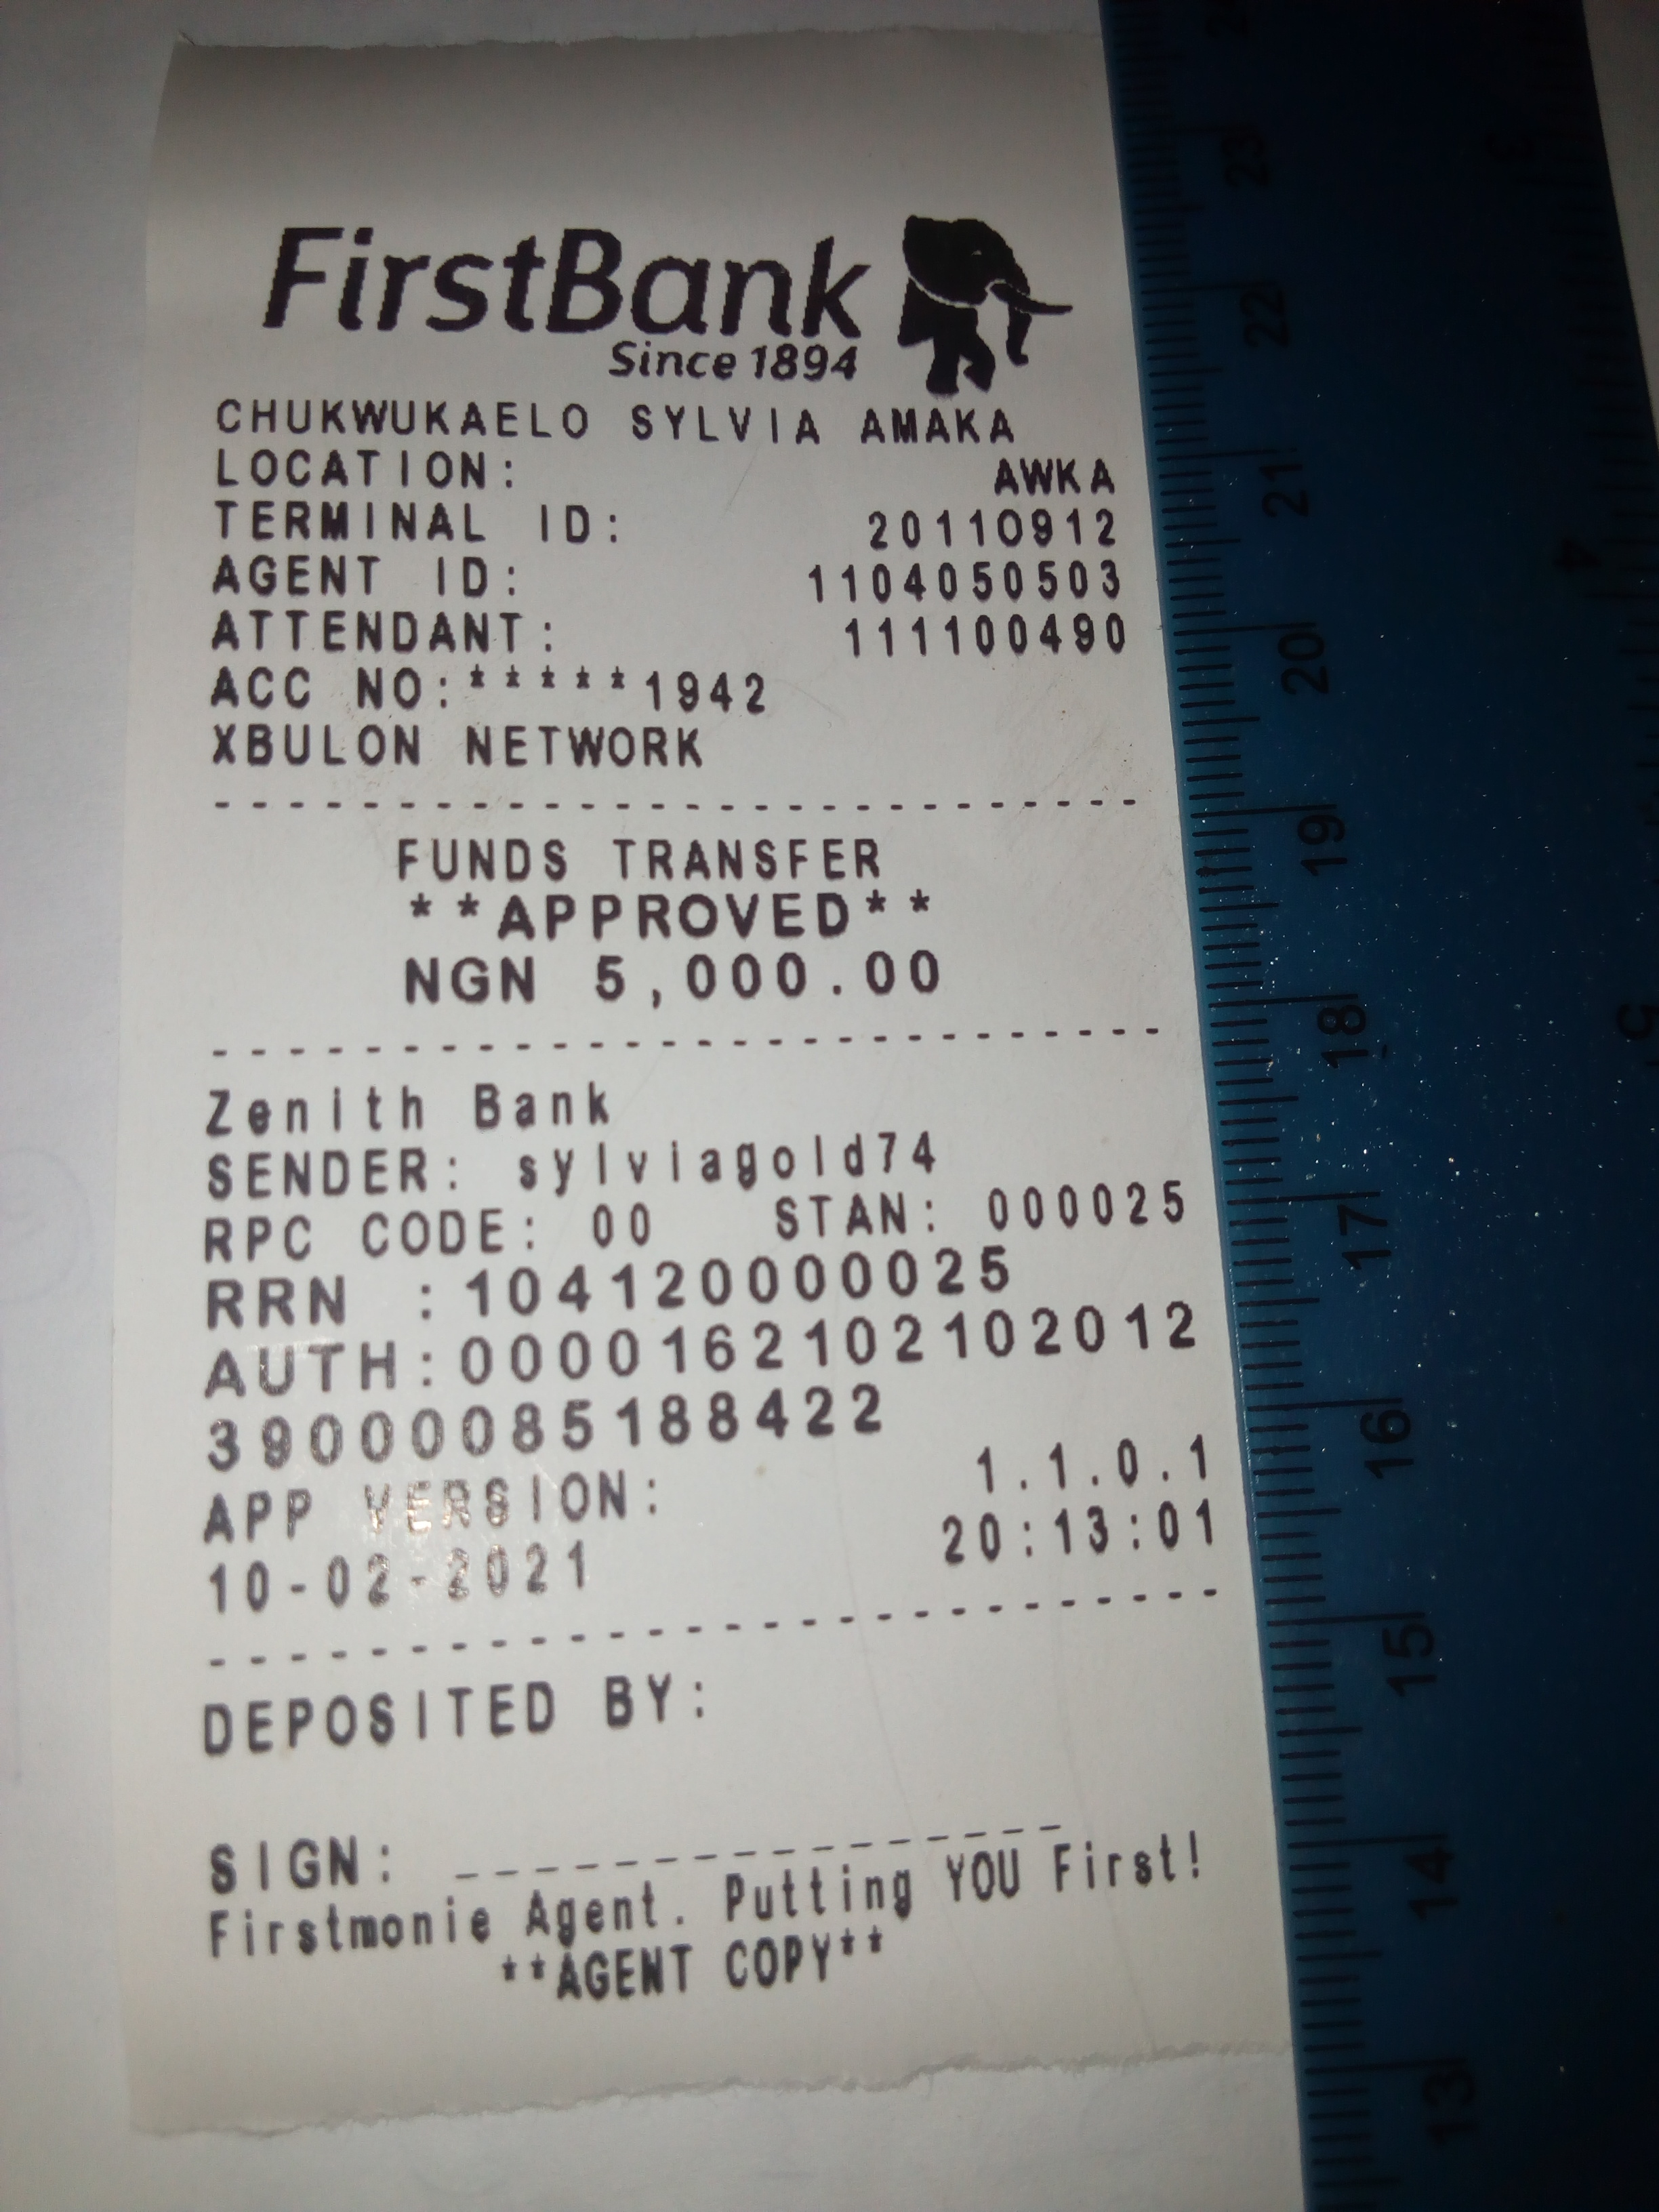 FirstBank
Since 1894
CHUKWUKAELO SYLVIA AMAKA
LOCATION: AWKA
TERMINAL ID: 20110912
AGENT ID: 1104050503
ATTENDANT: 111100490
ACC NO:*****1942
XBULON NETWORK
--------------------------
FUNDS TRANSFER
**APPROVED**
NGN 5,000.00
--------------------------
Zenith Bank
SENDER: sylviagold74
RPC CODE: 00 STAN: 000025
RRN :104120000025
AUTH:0000162102102012
39000085188422
APP VERSION: 1.1.0.1
10-02-2021 20:13:01
--------------------------
DEPOSITED BY:
SIGN: ________________
Firstmonie Agent. Putting YOU First!
**AGENT COPY**
23
22
21
20
19
18
17
16
15
14
13
3
4
5